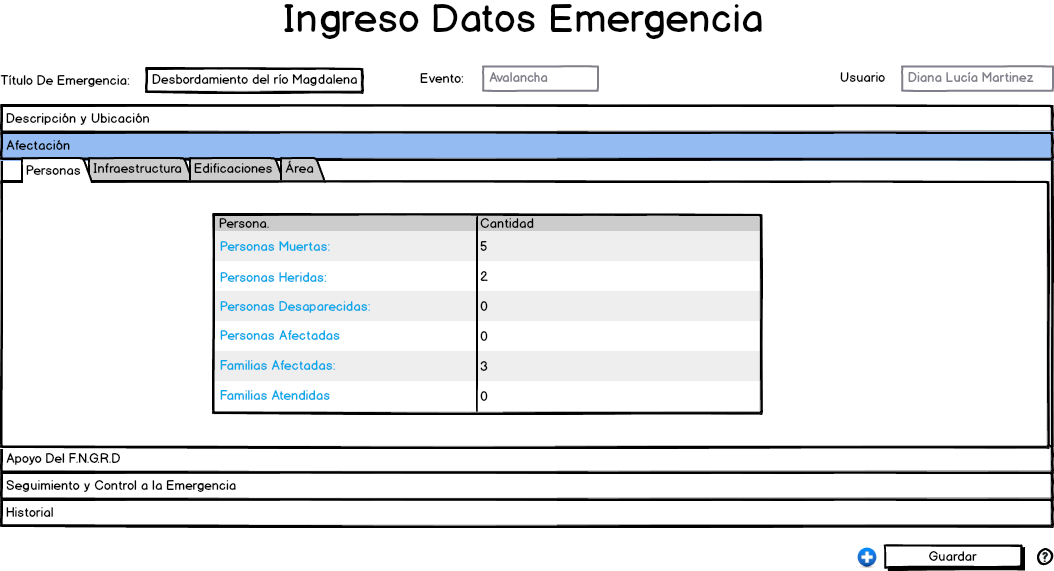 Ingreso Datos Emergencia
Título De Emergencia: Desbordamiento del río Magdalena Evento: Avalancha Usuario Diana Lucía Martinez
Descripción y Ubicación
Afectación
Personas Infraestructura Edificaciones Área
Persona. Cantidad
Personas Muertas: 5
Personas Heridas: 2
Personas Desaparecidas: 0
Personas Afectadas 0
Familias Afectadas: 3
Familias Atendidas 0
Apoyo Del F.N.G.R.D
Seguimiento y Control a la Emergencia
Historial
Guardar ?